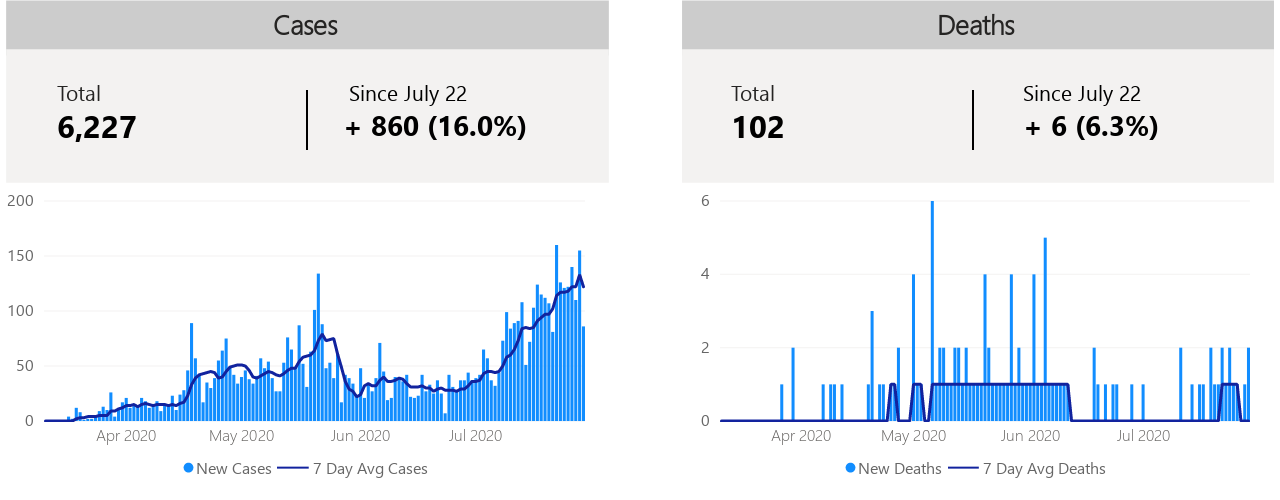 Cases
Total
6,227
Since July 22
+ 860 (16.0%)
200
150
100
50
0
Apr 2020 May 2020 Jun 2020 Jul 2020
New Cases 7 Day Avg Cases
Deaths
Total
102
Since July 22
+ 6 (6.3%)
6
4
2
0
Apr 2020 May 2020 Jun 2020 Jul 2020
New Deaths 7 Day Avg Deaths